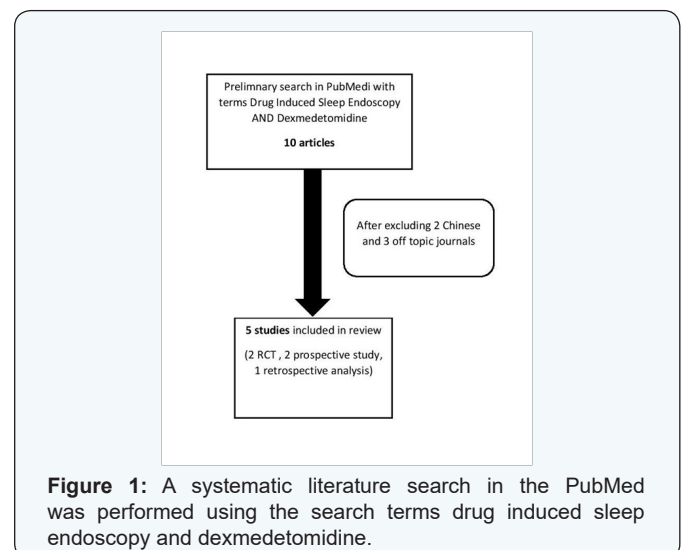 Prelimnary search in PubMedi with
terms Drug Induced Sleep Endoscopy
AND Dexmedetomidine
10 articles
After excluding 2 Chinese
and 3 off topic journals
5 studies included in review
(2 RCT , 2 prospective study,
1 retrospective analysis)
Figure 1: A systematic literature search in the PubMed
was performed using the search terms drug induced sleep
endoscopy and dexmedetomidine.